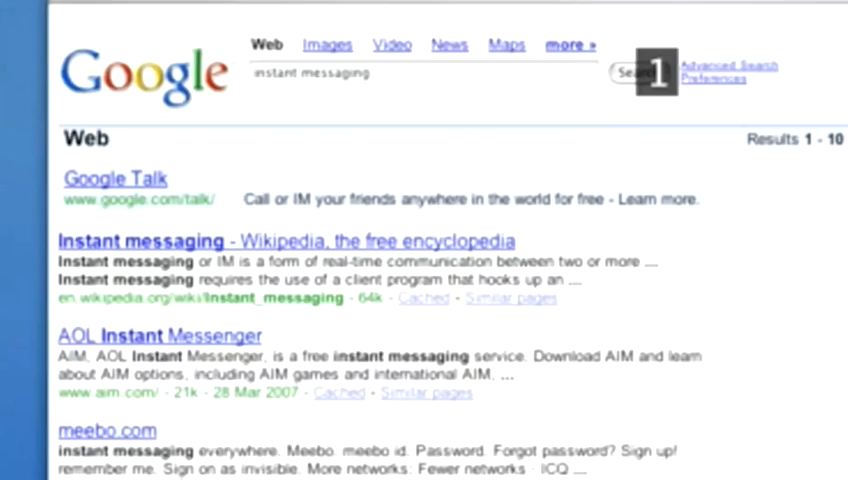 Web Images Video News Maps more »
Google
instant messaging
1
Advanced Search
Preferences
Web
Results 1 - 10
Google Talk
www.google.com/talk/ Call or IM your friends anywhere in the world for free - Learn more.
Instant messaging - Wikipedia, the free encyclopedia
Instant messaging or IM is a form of real-time communication between two or more ....
Instant messaging requires the use of a client program that hooks up an ....
en.wikipedia.org/wiki/Instant_messaging - 64k - Cached - Similar pages
AOL Instant Messenger
AIM, AOL Instant Messenger, is a free instant messaging service. Download AIM and learn
about AIM options, including AIM games and international AIM, ...
www.aim.com/ - 21k - 28 Mar 2007 - Cached - Similar pages
meebo.com
instant messaging everywhere. Meebo. meebo id. Password. Forgot password? Sign up!
remember me. Sign on as invisible. More networks: Fewer networks · ICQ ....